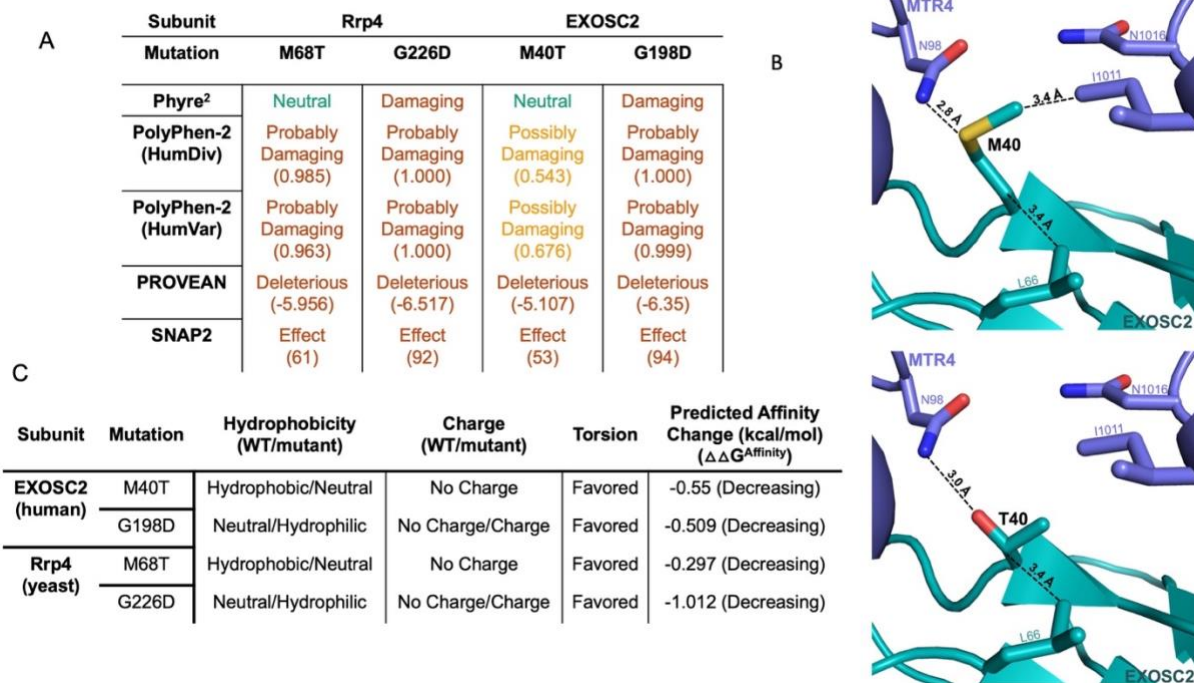 A
Subunit Rrp4 EXOSC2
Mutation M68T G226D M40T G198D
Phyre² Neutral Damaging Neutral Damaging
PolyPhen-2 Probably Probably Possibly Probably
(HumDiv) Damaging Damaging Damaging Damaging
(0.985) (1.000) (0.543) (1.000)
PolyPhen-2 Probably Probably Possibly Probably
(HumVar) Damaging Damaging Damaging Damaging
(0.963) (1.000) (0.676) (0.999)
PROVEAN Deleterious Deleterious Deleterious Deleterious
(-5.956) (-6.517) (-5.107) (-6.35)
SNAP2 Effect Effect Effect Effect
(61) (92) (53) (94)
B
MTR4
N98
N1016
I1011
2.8 Å
3.4 Å
M40
3.4 Å
L66
EXOSC2
MTR4
N98
N1016
I1011
3.0 Å
T40
3.4 Å
L66
EXOSC2
C
Subunit Mutation Hydrophobicity (WT/mutant) Charge (WT/mutant) Torsion Predicted Affinity Change (kcal/mol) (△△G^Affinity)
EXOSC2 (human) M40T Hydrophobic/Neutral No Charge Favored -0.55 (Decreasing)
G198D Neutral/Hydrophilic No Charge/Charge Favored -0.509 (Decreasing)
Rrp4 (yeast) M68T Hydrophobic/Neutral No Charge Favored -0.297 (Decreasing)
G226D Neutral/Hydrophilic No Charge/Charge Favored -1.012 (Decreasing)